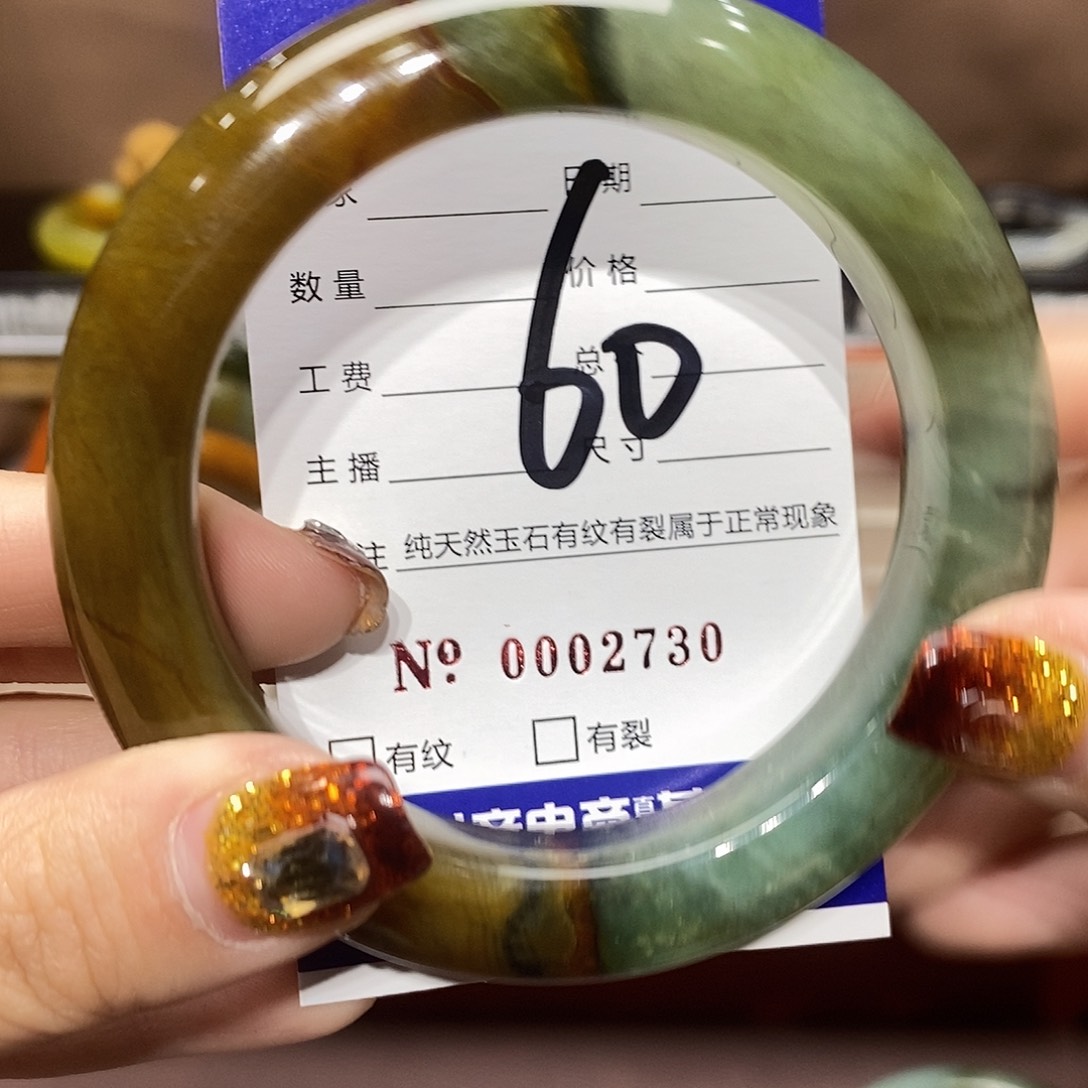 日期
数量 价格
工费 总
60
主播 尺寸
注 纯天然玉石有纹有裂属于正常现象
Nº 0002730
有纹 有裂